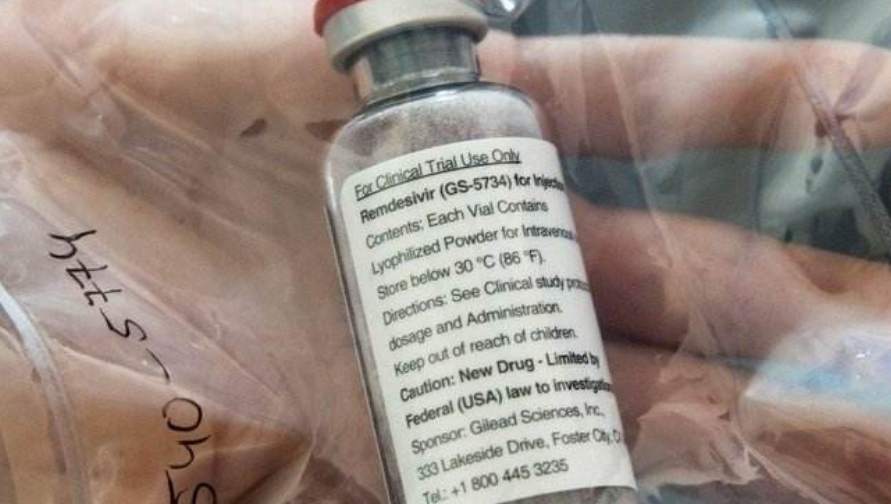 For Clinical Trial Use Only
Remdesivir (GS-5734) for
Contents: Each Vial Contains
Lyophilized Powder for
Store below 30 °C (86 °F).
Directions: See Clinical study
dosage and Administration.
Keep out of reach of children.
Caution: New Drug - Limited by
Federal (USA) law to
Sponsor: Gilead Sciences, Inc.,
333 Lakeside Drive, Foster City,
Tel.: +1 800 445 3235